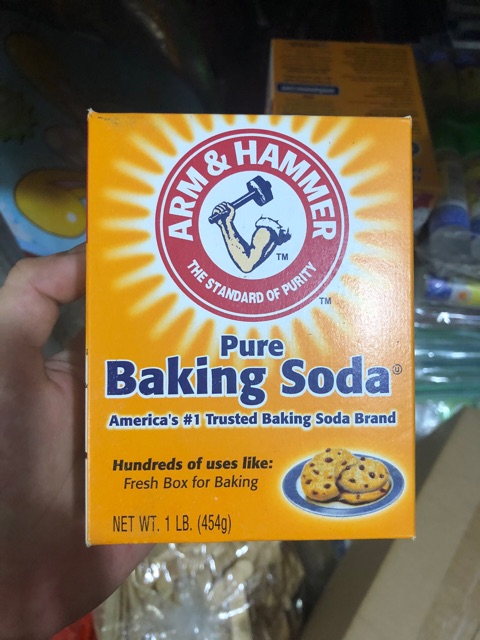 ARM & HAMMER
TM
THE STANDARD OF PURITY
TM
Pure
Baking Soda®
America's #1 Trusted Baking Soda Brand
Hundreds of uses like:
Fresh Box for Baking
NET WT. 1 LB. (454g)